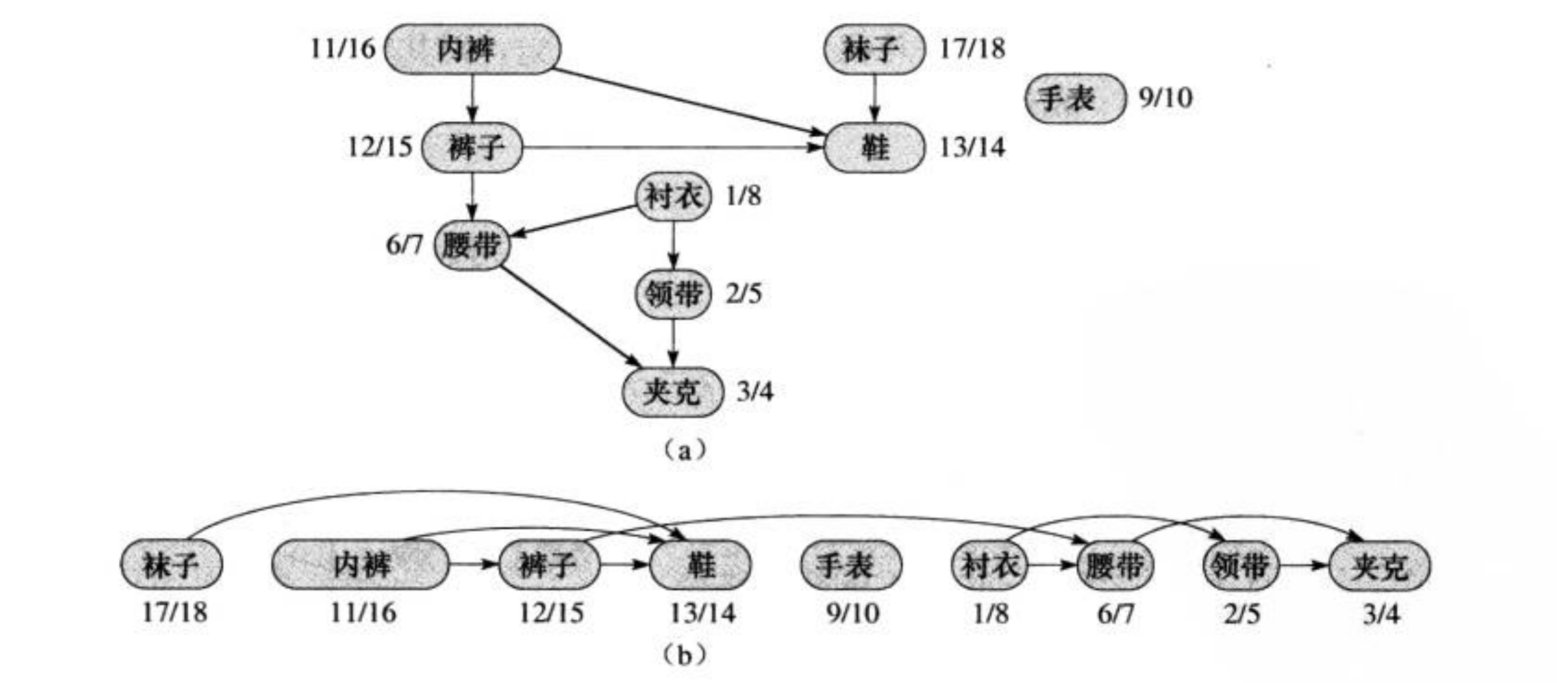 11/16 内裤 袜子 17/18
手表 9/10
12/15 裤子 鞋 13/14
衬衣 1/8
6/7 腰带
领带 2/5
夹克 3/4
（a）
袜子 内裤 裤子 鞋 手表 衬衣 腰带 领带 夹克
17/18 11/16 12/15 13/14 9/10 1/8 6/7 2/5 3/4
（b）